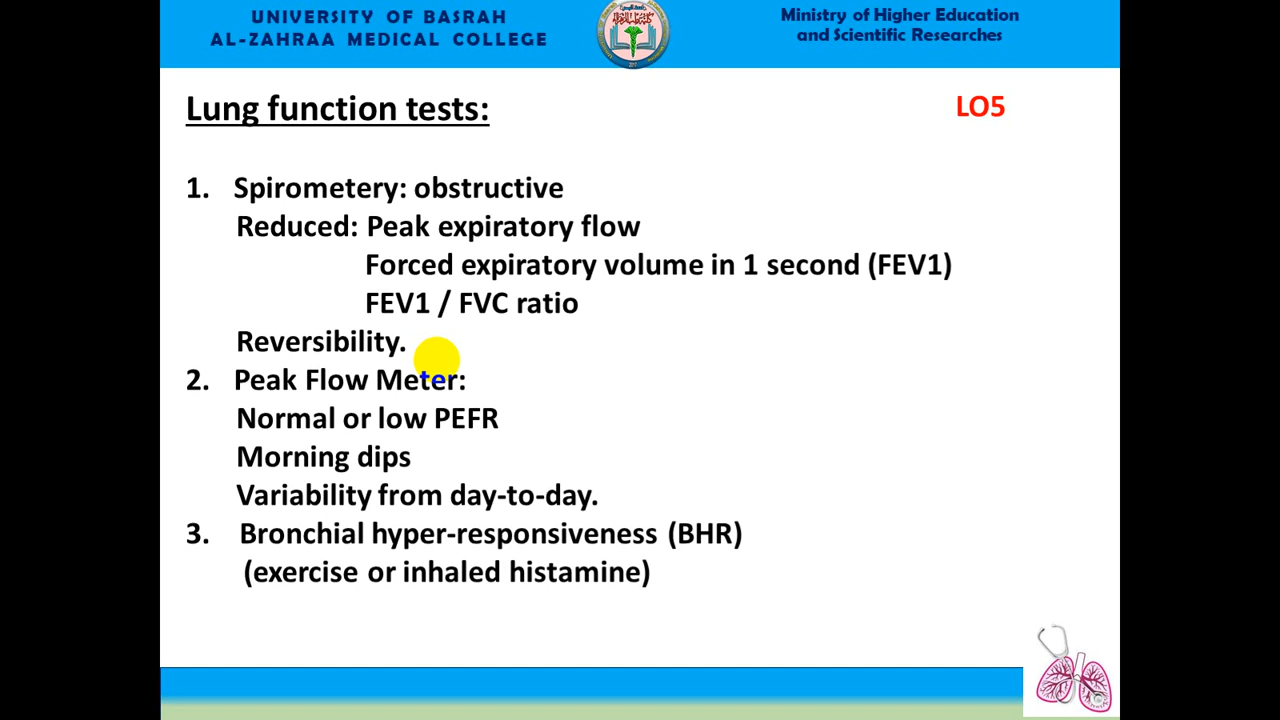 UNIVERSITY OF BASRAH
AL-ZAHRAA MEDICAL COLLEGE
Ministry of Higher Education
and Scientific Researches
Lung function tests:
LO5
1. Spirometery: obstructive
Reduced: Peak expiratory flow
Forced expiratory volume in 1 second (FEV1)
FEV1 / FVC ratio
Reversibility.
2. Peak Flow Meter:
Normal or low PEFR
Morning dips
Variability from day-to-day.
3. Bronchial hyper-responsiveness (BHR)
(exercise or inhaled histamine)